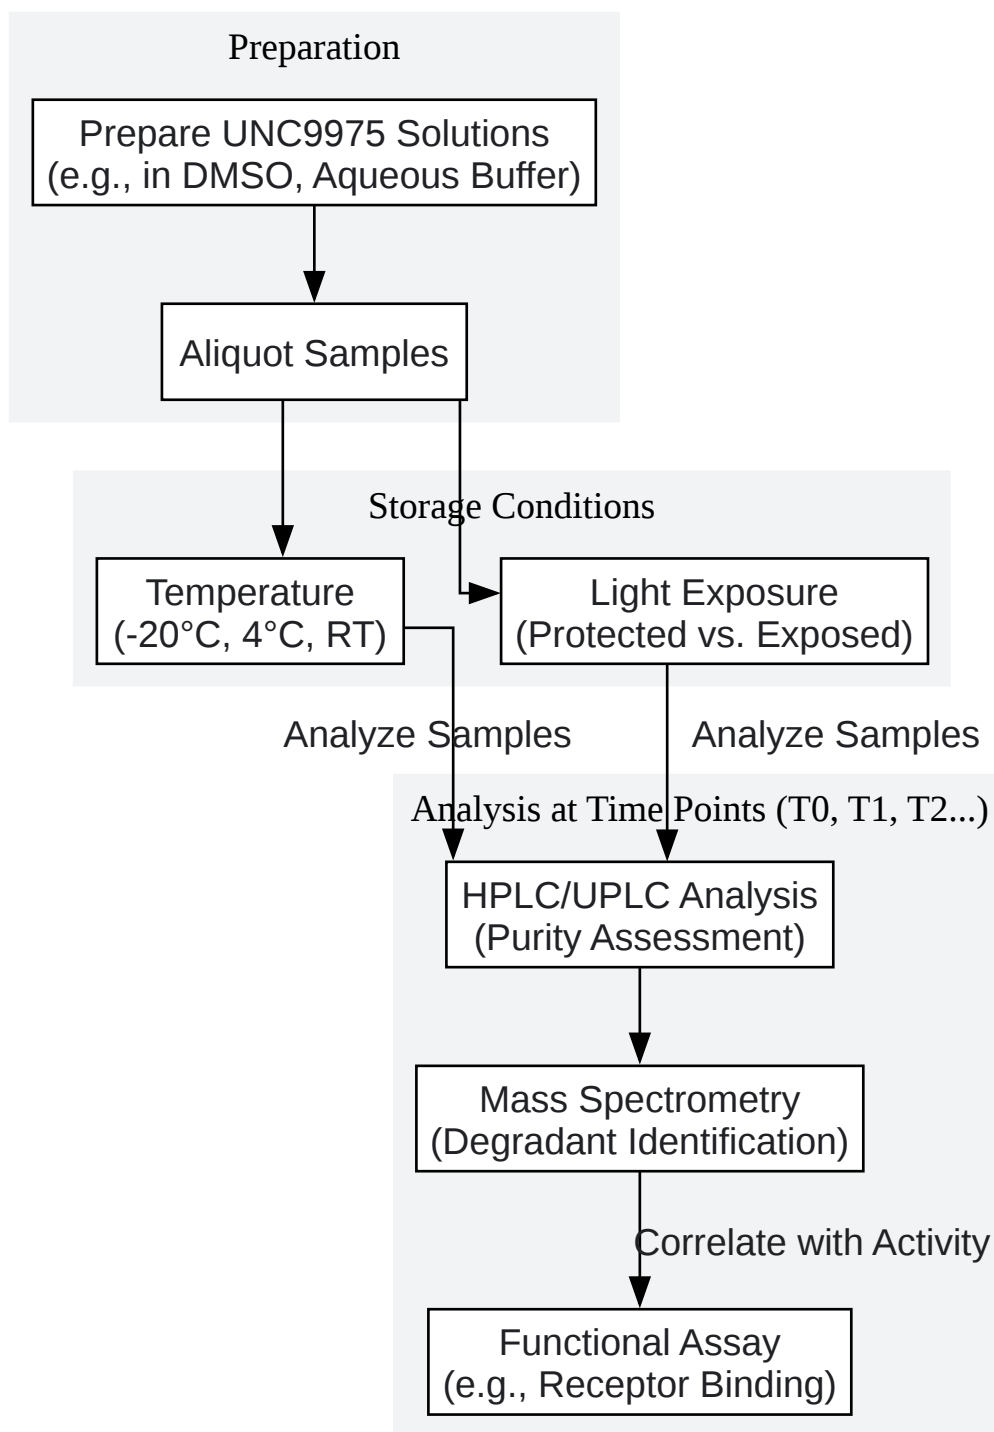 Preparation
Prepare UNC9975 Solutions
(e.g., in DMSO, Aqueous Buffer)
Aliquot Samples
Storage Conditions
Temperature
(-20°C, 4°C, RT)
Light Exposure
(Protected vs. Exposed)
Analyze Samples
Analyze Samples
Analysis at Time Points (T0, T1, T2...)
HPLC/UPLC Analysis
(Purity Assessment)
Mass Spectrometry
(Degradant Identification)
Correlate with Activity
Functional Assay
(e.g., Receptor Binding)